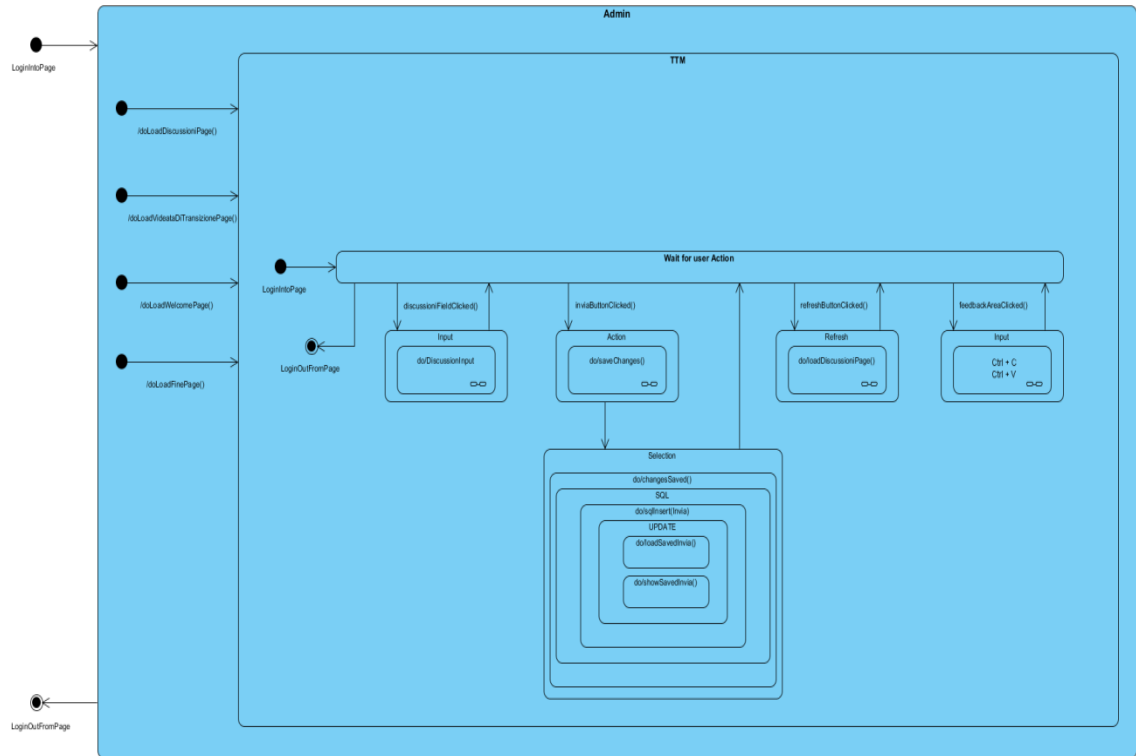 Admin
LoginIntoPage
TTM
/doLoadDiscussioniPage()
/doLoadVideataDiTransizionePage()
/doLoadWelcomePage()
/doLoadFinePage()
Wait for user Action
LoginIntoPage
discussioniFieldClicked()
inviaButtonClicked()
refreshButtonClicked()
feedbackAreaClicked()
LoginOutFromPage
Input
do/DiscussionInput
Action
do/saveChanges()
Refresh
do/loadDiscussioniPage()
Input
Ctrl + C
Ctrl + V
Selection
do/changesSaved()
SQL
do/sqlInsert(Invia)
UPDATE
do/loadSavedInvia()
do/showSavedInvia()
LoginOutFromPage